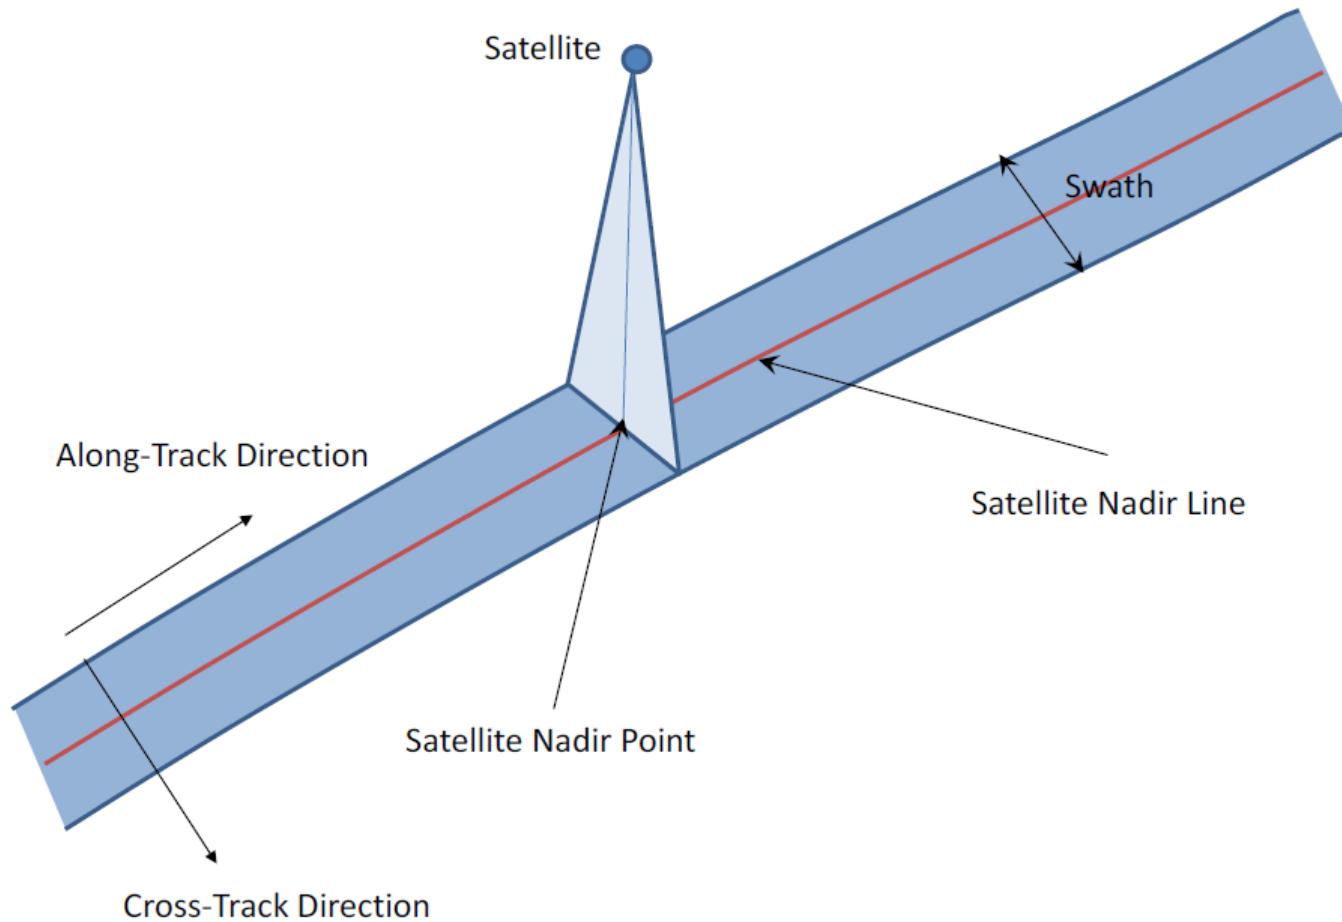 Satellite
Swath
Along-Track Direction
Satellite Nadir Line
Satellite Nadir Point
Cross-Track Direction